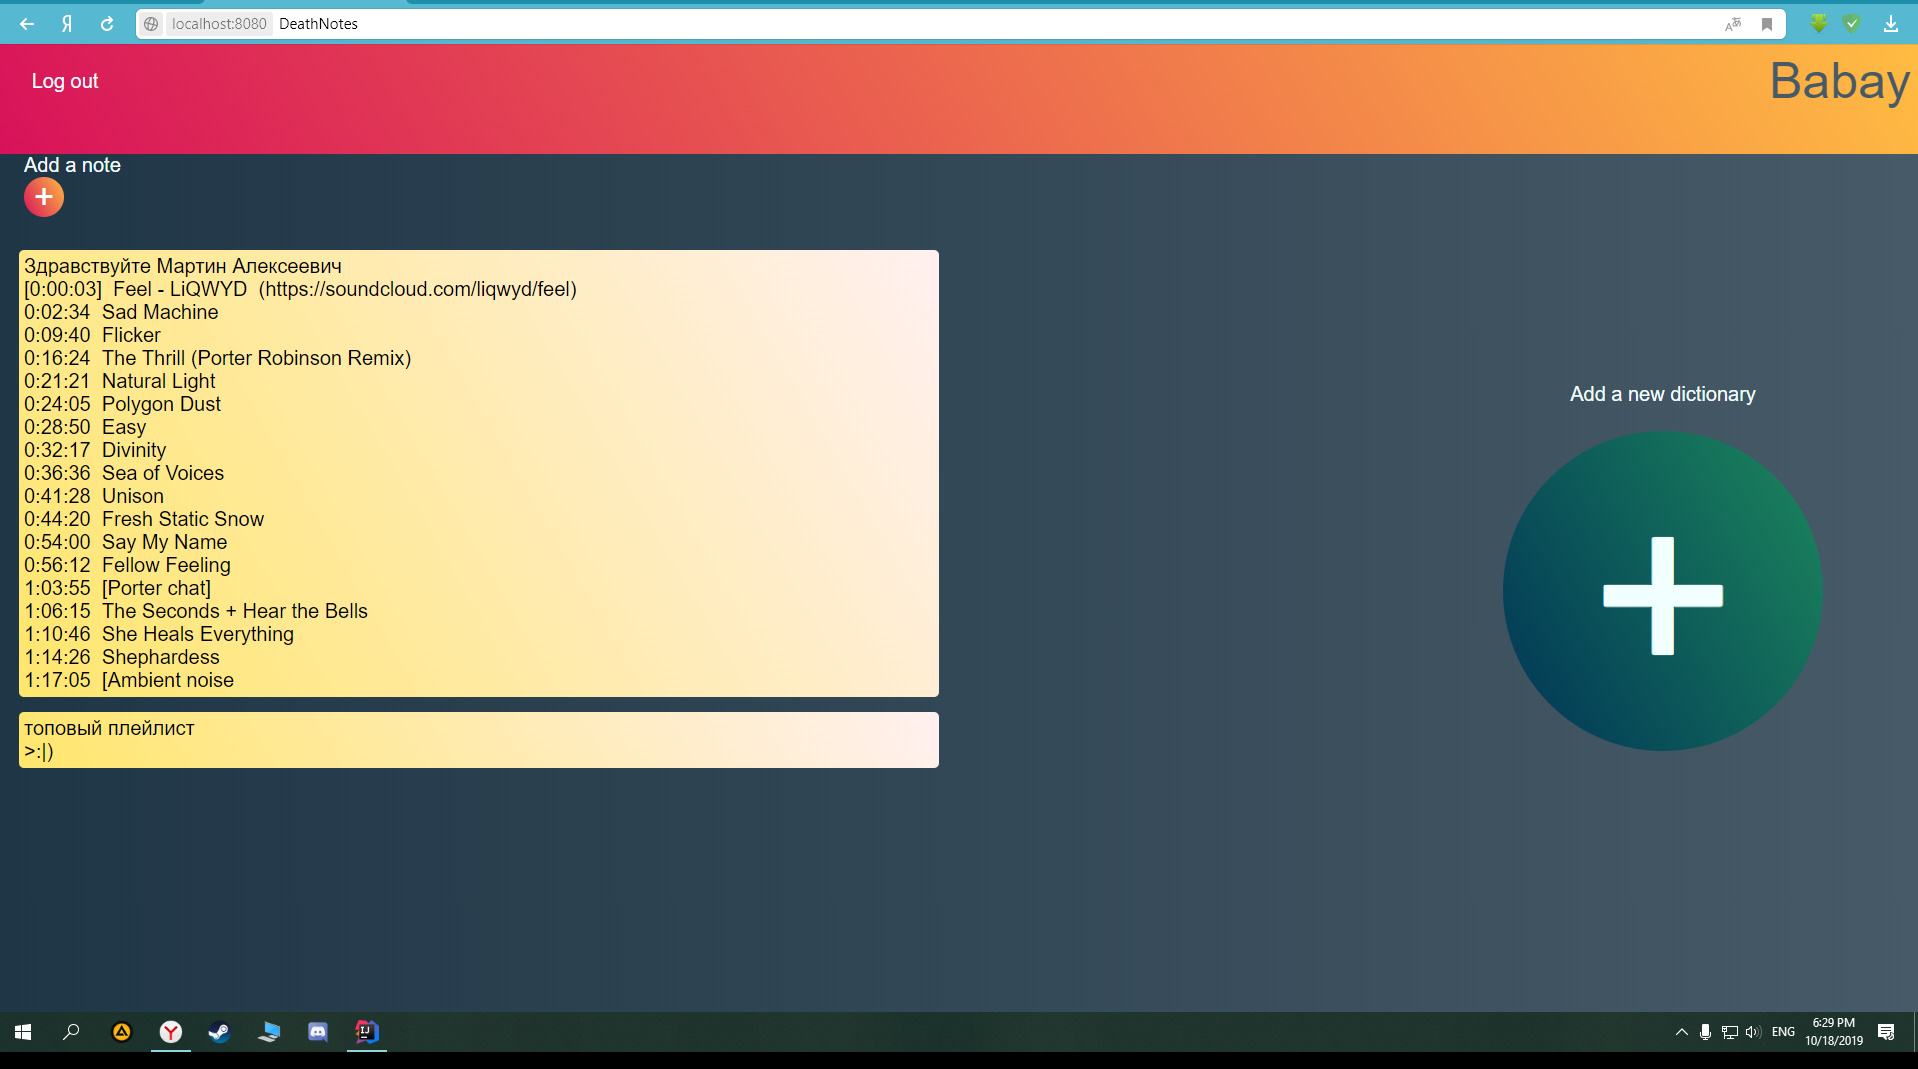 localhost:8080 DeathNotes
Log out
Babay
Add a note
Здравствуйте Мартин Алексеевич
[0:00:03]  Feel - LiQWYD  (https://soundcloud.com/liqwyd/feel)
0:02:34  Sad Machine
0:09:40  Flicker
0:16:24  The Thrill (Porter Robinson Remix)
0:21:21  Natural Light
0:24:05  Polygon Dust
0:28:50  Easy
0:32:17  Divinity
0:36:36  Sea of Voices
0:41:28  Unison
0:44:20  Fresh Static Snow
0:54:00  Say My Name
0:56:12  Fellow Feeling
1:03:55  [Porter chat]
1:06:15  The Seconds + Hear the Bells
1:10:46  She Heals Everything
1:14:26  Shephardess
1:17:05  [Ambient noise
топовый плейлист
>:|)
Add a new dictionary
ENG
6:29 PM
10/18/2019